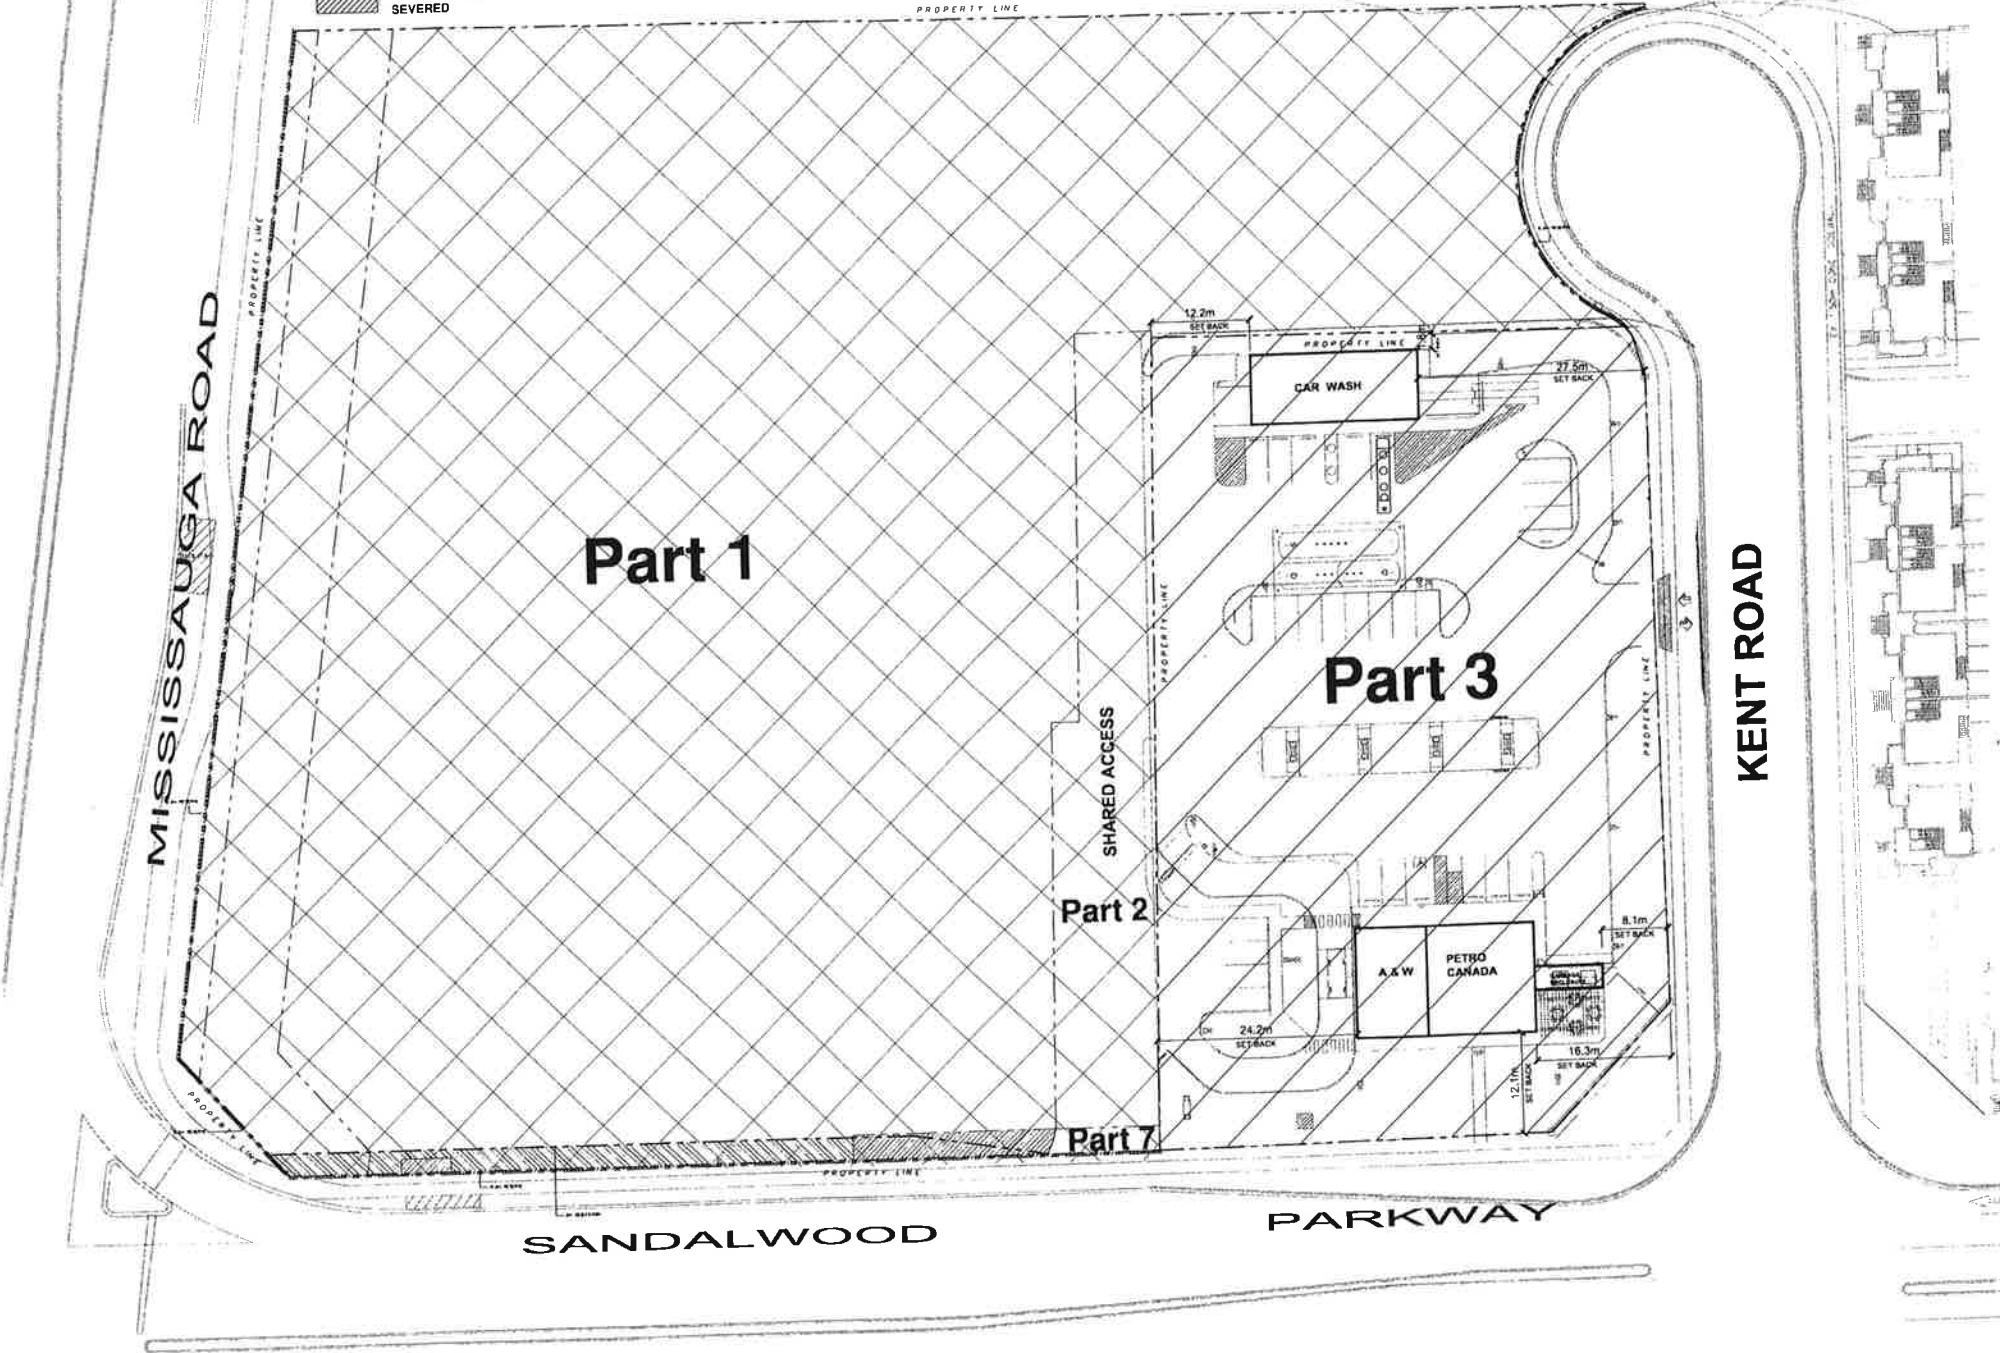 SEVERED
PROPERTY LINE
PROPERTY LINE
MISSISSAUGA ROAD
12.2m
SET BACK
PROPERTY LINE
CAR WASH
27.5m
SET BACK
Part 1
PROPERTY LINE
KENT ROAD
Part 3
PROPERTY LINE
SHARED ACCESS
Part 2
8.1m
SET BACK
A & W
PETRO
CANADA
24.2m
SET BACK
16.3m
SET BACK
12.1m
SET BACK
PROPERTY LINE
Part 7
PROPERTY LINE
SANDALWOOD
PARKWAY